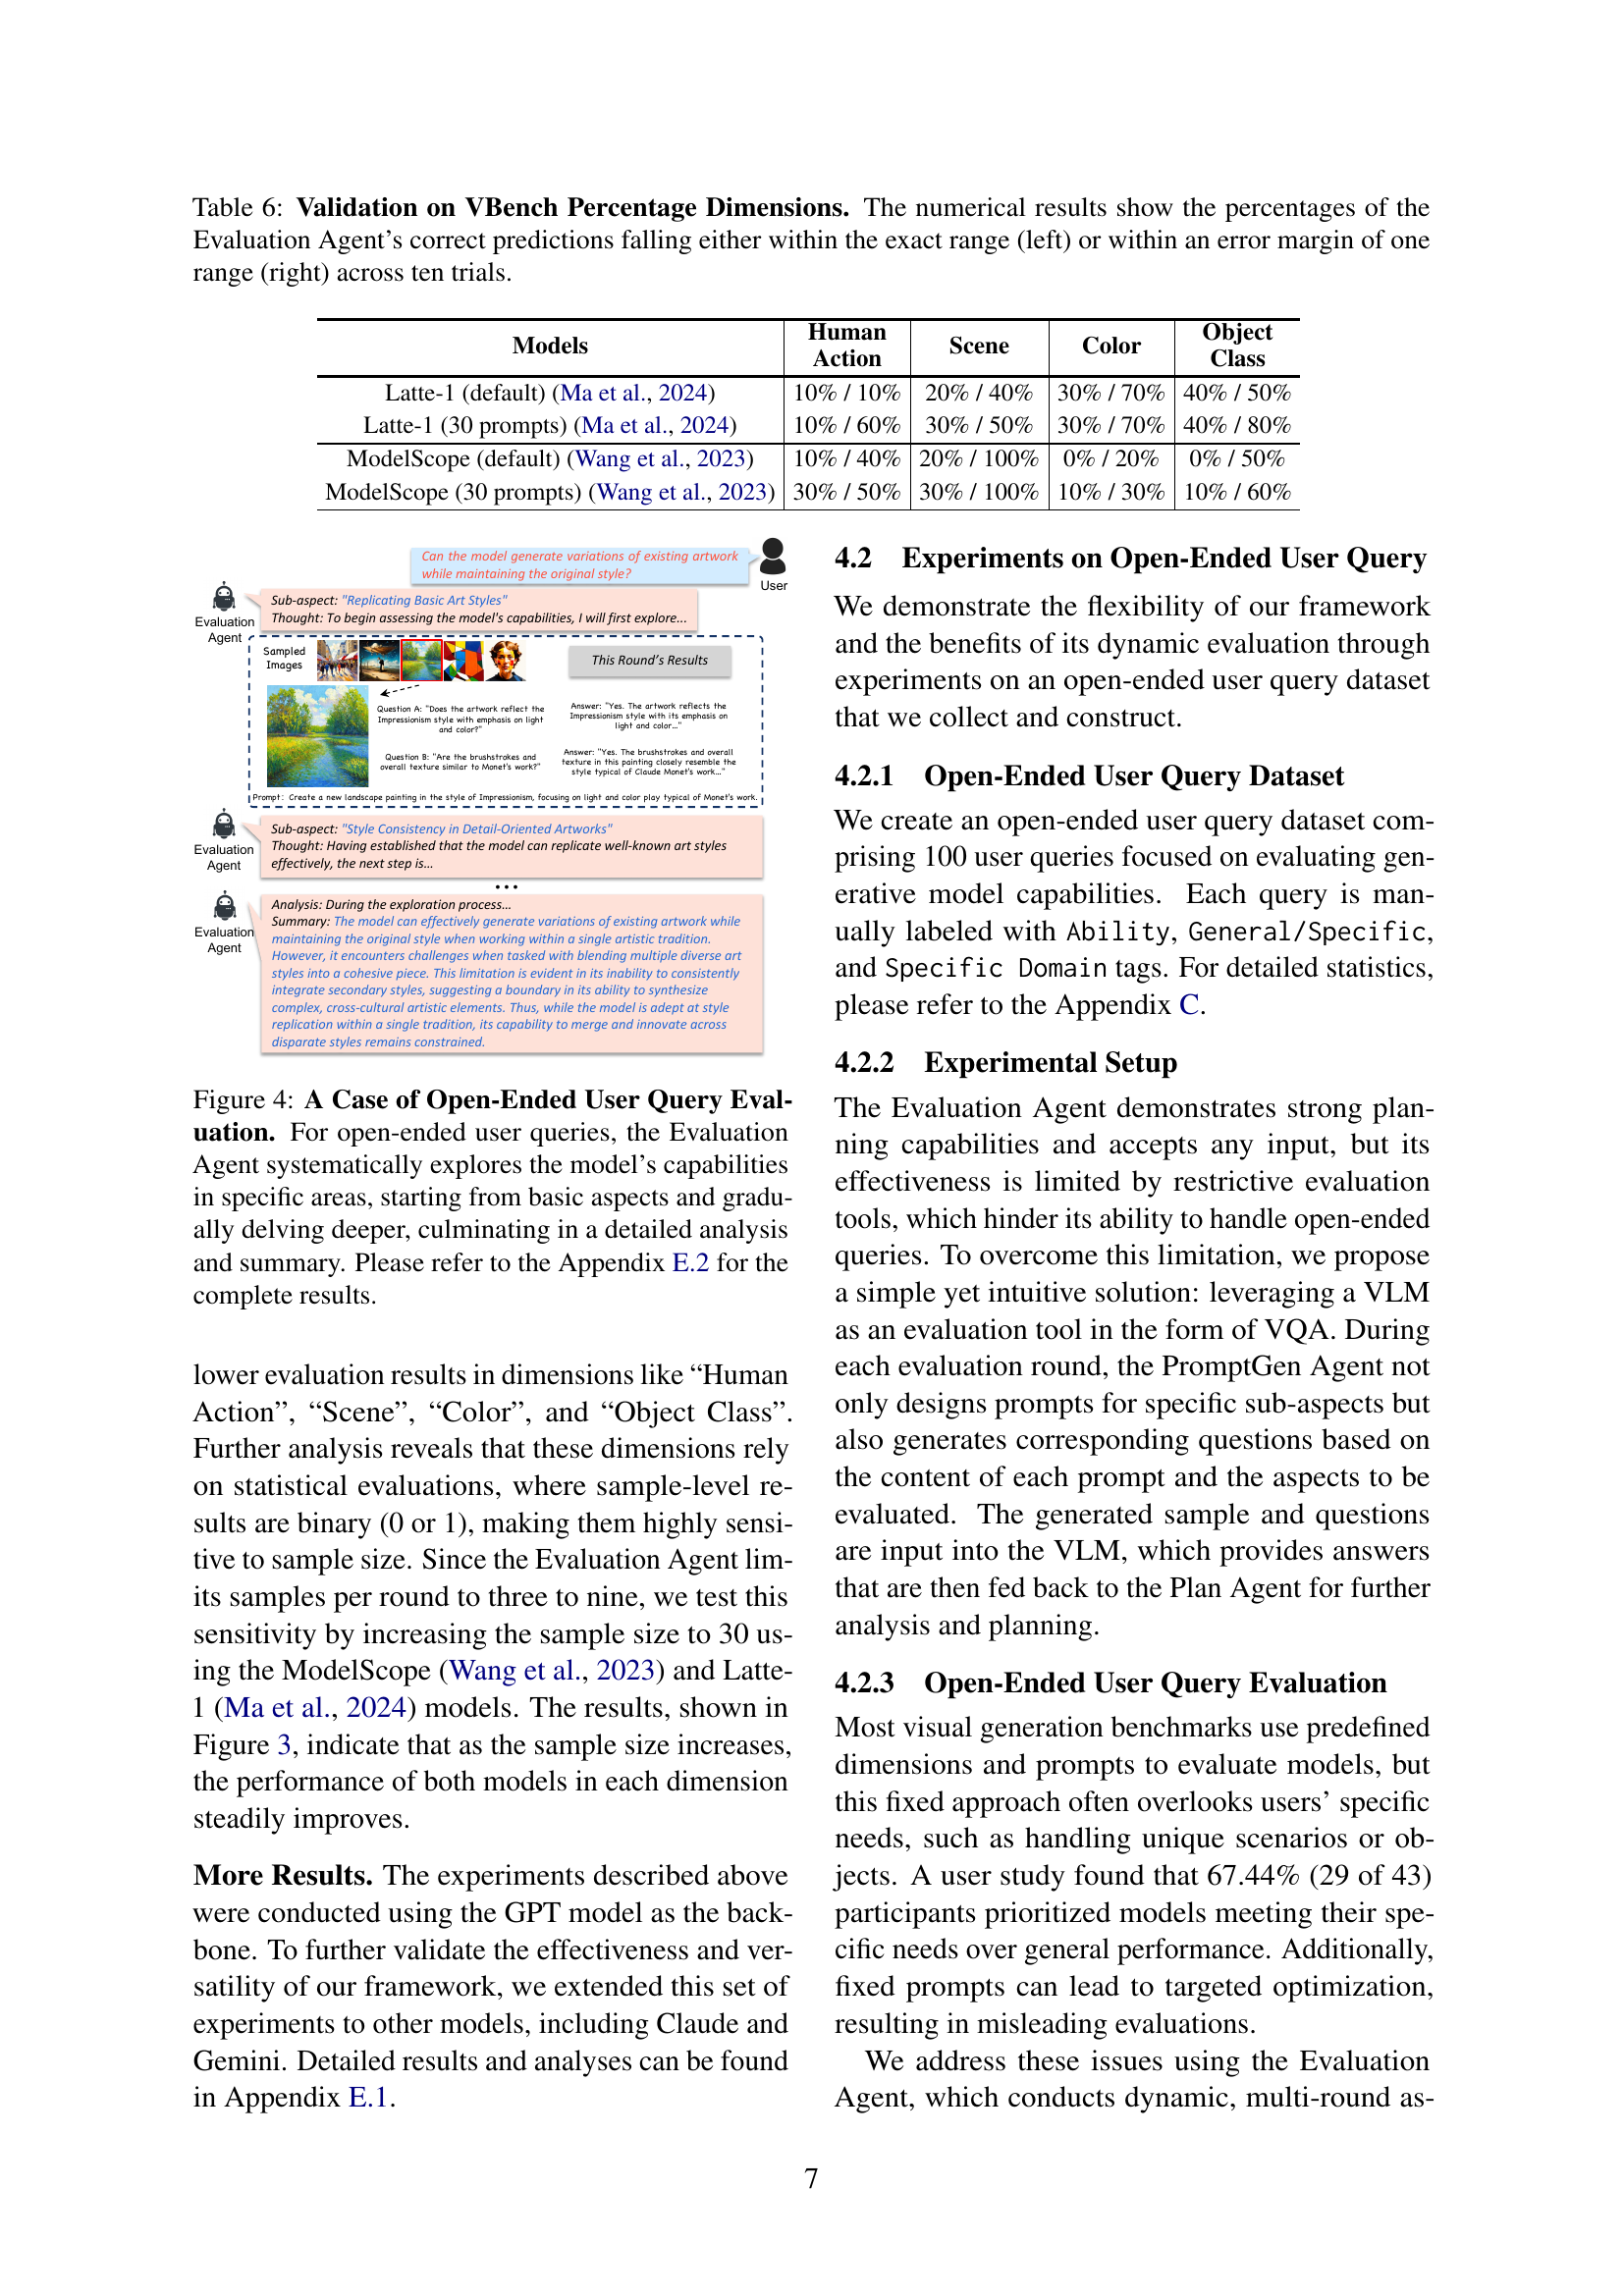 Table 6: Validation on VBench Percentage Dimensions. The numerical results show the percentages of the
Evaluation Agent's correct predictions falling either within the exact range (left) or within an error margin of one
range (right) across ten trials.
Models Human Action Scene Color Object Class
Latte-1 (default) (Ma et al., 2024) 10% / 10% 20% / 40% 30% / 70% 40% / 50%
Latte-1 (30 prompts) (Ma et al., 2024) 10% / 60% 30% / 50% 30% / 70% 40% / 80%
ModelScope (default) (Wang et al., 2023) 10% / 40% 20% / 100% 0% / 20% 0% / 50%
ModelScope (30 prompts) (Wang et al., 2023) 30% / 50% 30% / 100% 10% / 30% 10% / 60%
Can the model generate variations of existing artwork
while maintaining the original style?
User
Evaluation
Agent
Sub-aspect: "Replicating Basic Art Styles"
Thought: To begin assessing the model's capabilities, I will first explore...
Sampled
Images
This Round's Results
Question A: "Does the artwork reflect the
Impressionism style with emphasis on light
and color?"
Answer: "Yes. The artwork reflects the
Impressionism style with its emphasis on
light and color..."
Question B: "Are the brushstrokes and
overall texture similar to Monet's work?"
Answer: "Yes. The brushstrokes and overall
texture in this painting closely resemble the
style typical of Claude Monet's work..."
Prompt: Create a new landscape painting in the style of Impressionism, focusing on light and color play typical of Monet's work.
Evaluation
Agent
Sub-aspect: "Style Consistency in Detail-Oriented Artworks"
Thought: Having established that the model can replicate well-known art styles
effectively, the next step is...
...
Evaluation
Agent
Analysis: During the exploration process...
Summary: The model can effectively generate variations of existing artwork while
maintaining the original style when working within a single artistic tradition.
However, it encounters challenges when tasked with blending multiple diverse art
styles into a cohesive piece. This limitation is evident in its inability to consistently
integrate secondary styles, suggesting a boundary in its ability to synthesize
complex, cross-cultural artistic elements. Thus, while the model is adept at style
replication within a single tradition, its capability to merge and innovate across
disparate styles remains constrained.
Figure 4: A Case of Open-Ended User Query Eval-
uation. For open-ended user queries, the Evaluation
Agent systematically explores the model's capabilities
in specific areas, starting from basic aspects and gradu-
ally delving deeper, culminating in a detailed analysis
and summary. Please refer to the Appendix E.2 for the
complete results.
lower evaluation results in dimensions like “Human
Action”, “Scene”, “Color”, and “Object Class”.
Further analysis reveals that these dimensions rely
on statistical evaluations, where sample-level re-
sults are binary (0 or 1), making them highly sensi-
tive to sample size. Since the Evaluation Agent lim-
its samples per round to three to nine, we test this
sensitivity by increasing the sample size to 30 us-
ing the ModelScope (Wang et al., 2023) and Latte-
1 (Ma et al., 2024) models. The results, shown in
Figure 3, indicate that as the sample size increases,
the performance of both models in each dimension
steadily improves.
More Results. The experiments described above
were conducted using the GPT model as the back-
bone. To further validate the effectiveness and ver-
satility of our framework, we extended this set of
experiments to other models, including Claude and
Gemini. Detailed results and analyses can be found
in Appendix E.1.
4.2 Experiments on Open-Ended User Query
We demonstrate the flexibility of our framework
and the benefits of its dynamic evaluation through
experiments on an open-ended user query dataset
that we collect and construct.
4.2.1 Open-Ended User Query Dataset
We create an open-ended user query dataset com-
prising 100 user queries focused on evaluating gen-
erative model capabilities. Each query is man-
ually labeled with Ability, General/Specific,
and Specific Domain tags. For detailed statistics,
please refer to the Appendix C.
4.2.2 Experimental Setup
The Evaluation Agent demonstrates strong plan-
ning capabilities and accepts any input, but its
effectiveness is limited by restrictive evaluation
tools, which hinder its ability to handle open-ended
queries. To overcome this limitation, we propose
a simple yet intuitive solution: leveraging a VLM
as an evaluation tool in the form of VQA. During
each evaluation round, the PromptGen Agent not
only designs prompts for specific sub-aspects but
also generates corresponding questions based on
the content of each prompt and the aspects to be
evaluated. The generated sample and questions
are input into the VLM, which provides answers
that are then fed back to the Plan Agent for further
analysis and planning.
4.2.3 Open-Ended User Query Evaluation
Most visual generation benchmarks use predefined
dimensions and prompts to evaluate models, but
this fixed approach often overlooks users' specific
needs, such as handling unique scenarios or ob-
jects. A user study found that 67.44% (29 of 43)
participants prioritized models meeting their spe-
cific needs over general performance. Additionally,
fixed prompts can lead to targeted optimization,
resulting in misleading evaluations.
We address these issues using the Evaluation
Agent, which conducts dynamic, multi-round as-
7